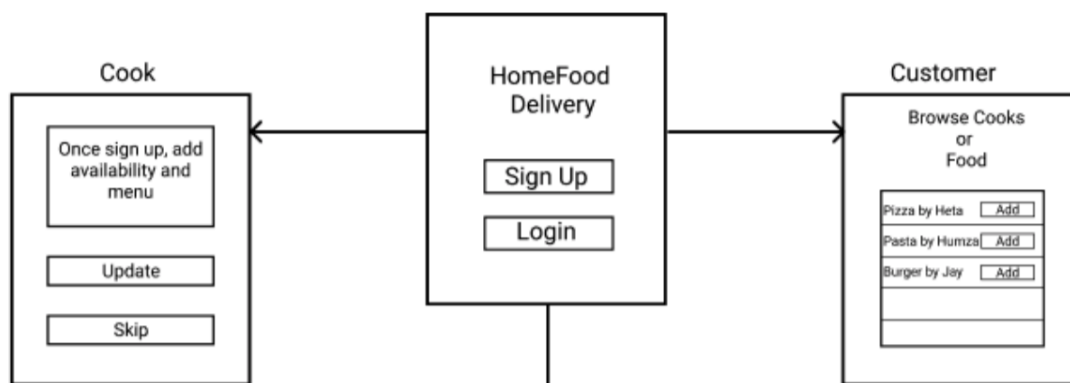 Cook
Once sign up, add
availability and
menu
Update
Skip
HomeFood
Delivery
Sign Up
Login
Customer
Browse Cooks
or
Food
Pizza by Heta Add
Pasta by Humza Add
Burger by Jay Add